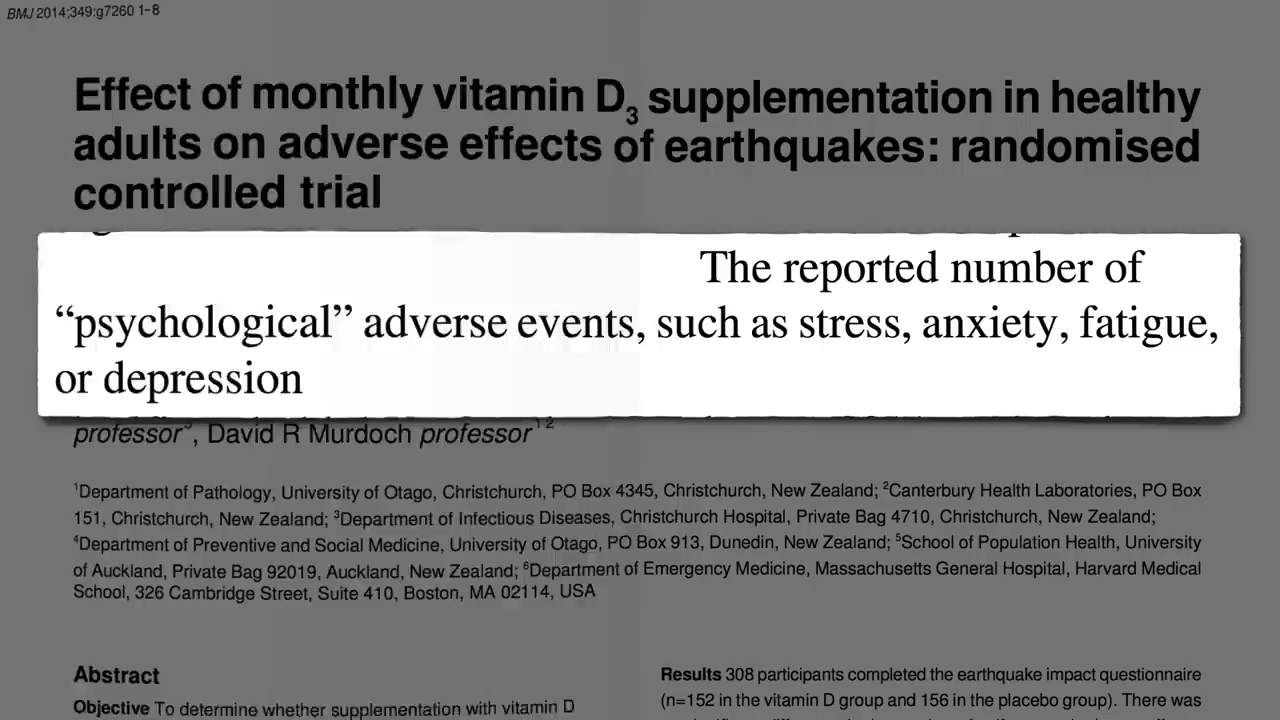 BMJ 2014;349:g7260 1–8
Effect of monthly vitamin D3 supplementation in healthy
adults on adverse effects of earthquakes: randomised
controlled trial
The reported number of
“psychological” adverse events, such as stress, anxiety, fatigue,
or depression
professor5, David R Murdoch professor1 2
1Department of Pathology, University of Otago, Christchurch, PO Box 4345, Christchurch, New Zealand; 2Canterbury Health Laboratories, PO Box
151, Christchurch, New Zealand; 3Department of Infectious Diseases, Christchurch Hospital, Private Bag 4710, Christchurch, New Zealand;
4Department of Preventive and Social Medicine, University of Otago, PO Box 913, Dunedin, New Zealand; 5School of Population Health, University
of Auckland, Private Bag 92019, Auckland, New Zealand; 6Department of Emergency Medicine, Massachusetts General Hospital, Harvard Medical
School, 326 Cambridge Street, Suite 410, Boston, MA 02114, USA
Abstract
Objective To determine whether supplementation with vitamin D
Results 308 participants completed the earthquake impact questionnaire
(n=152 in the vitamin D group and 156 in the placebo group). There was